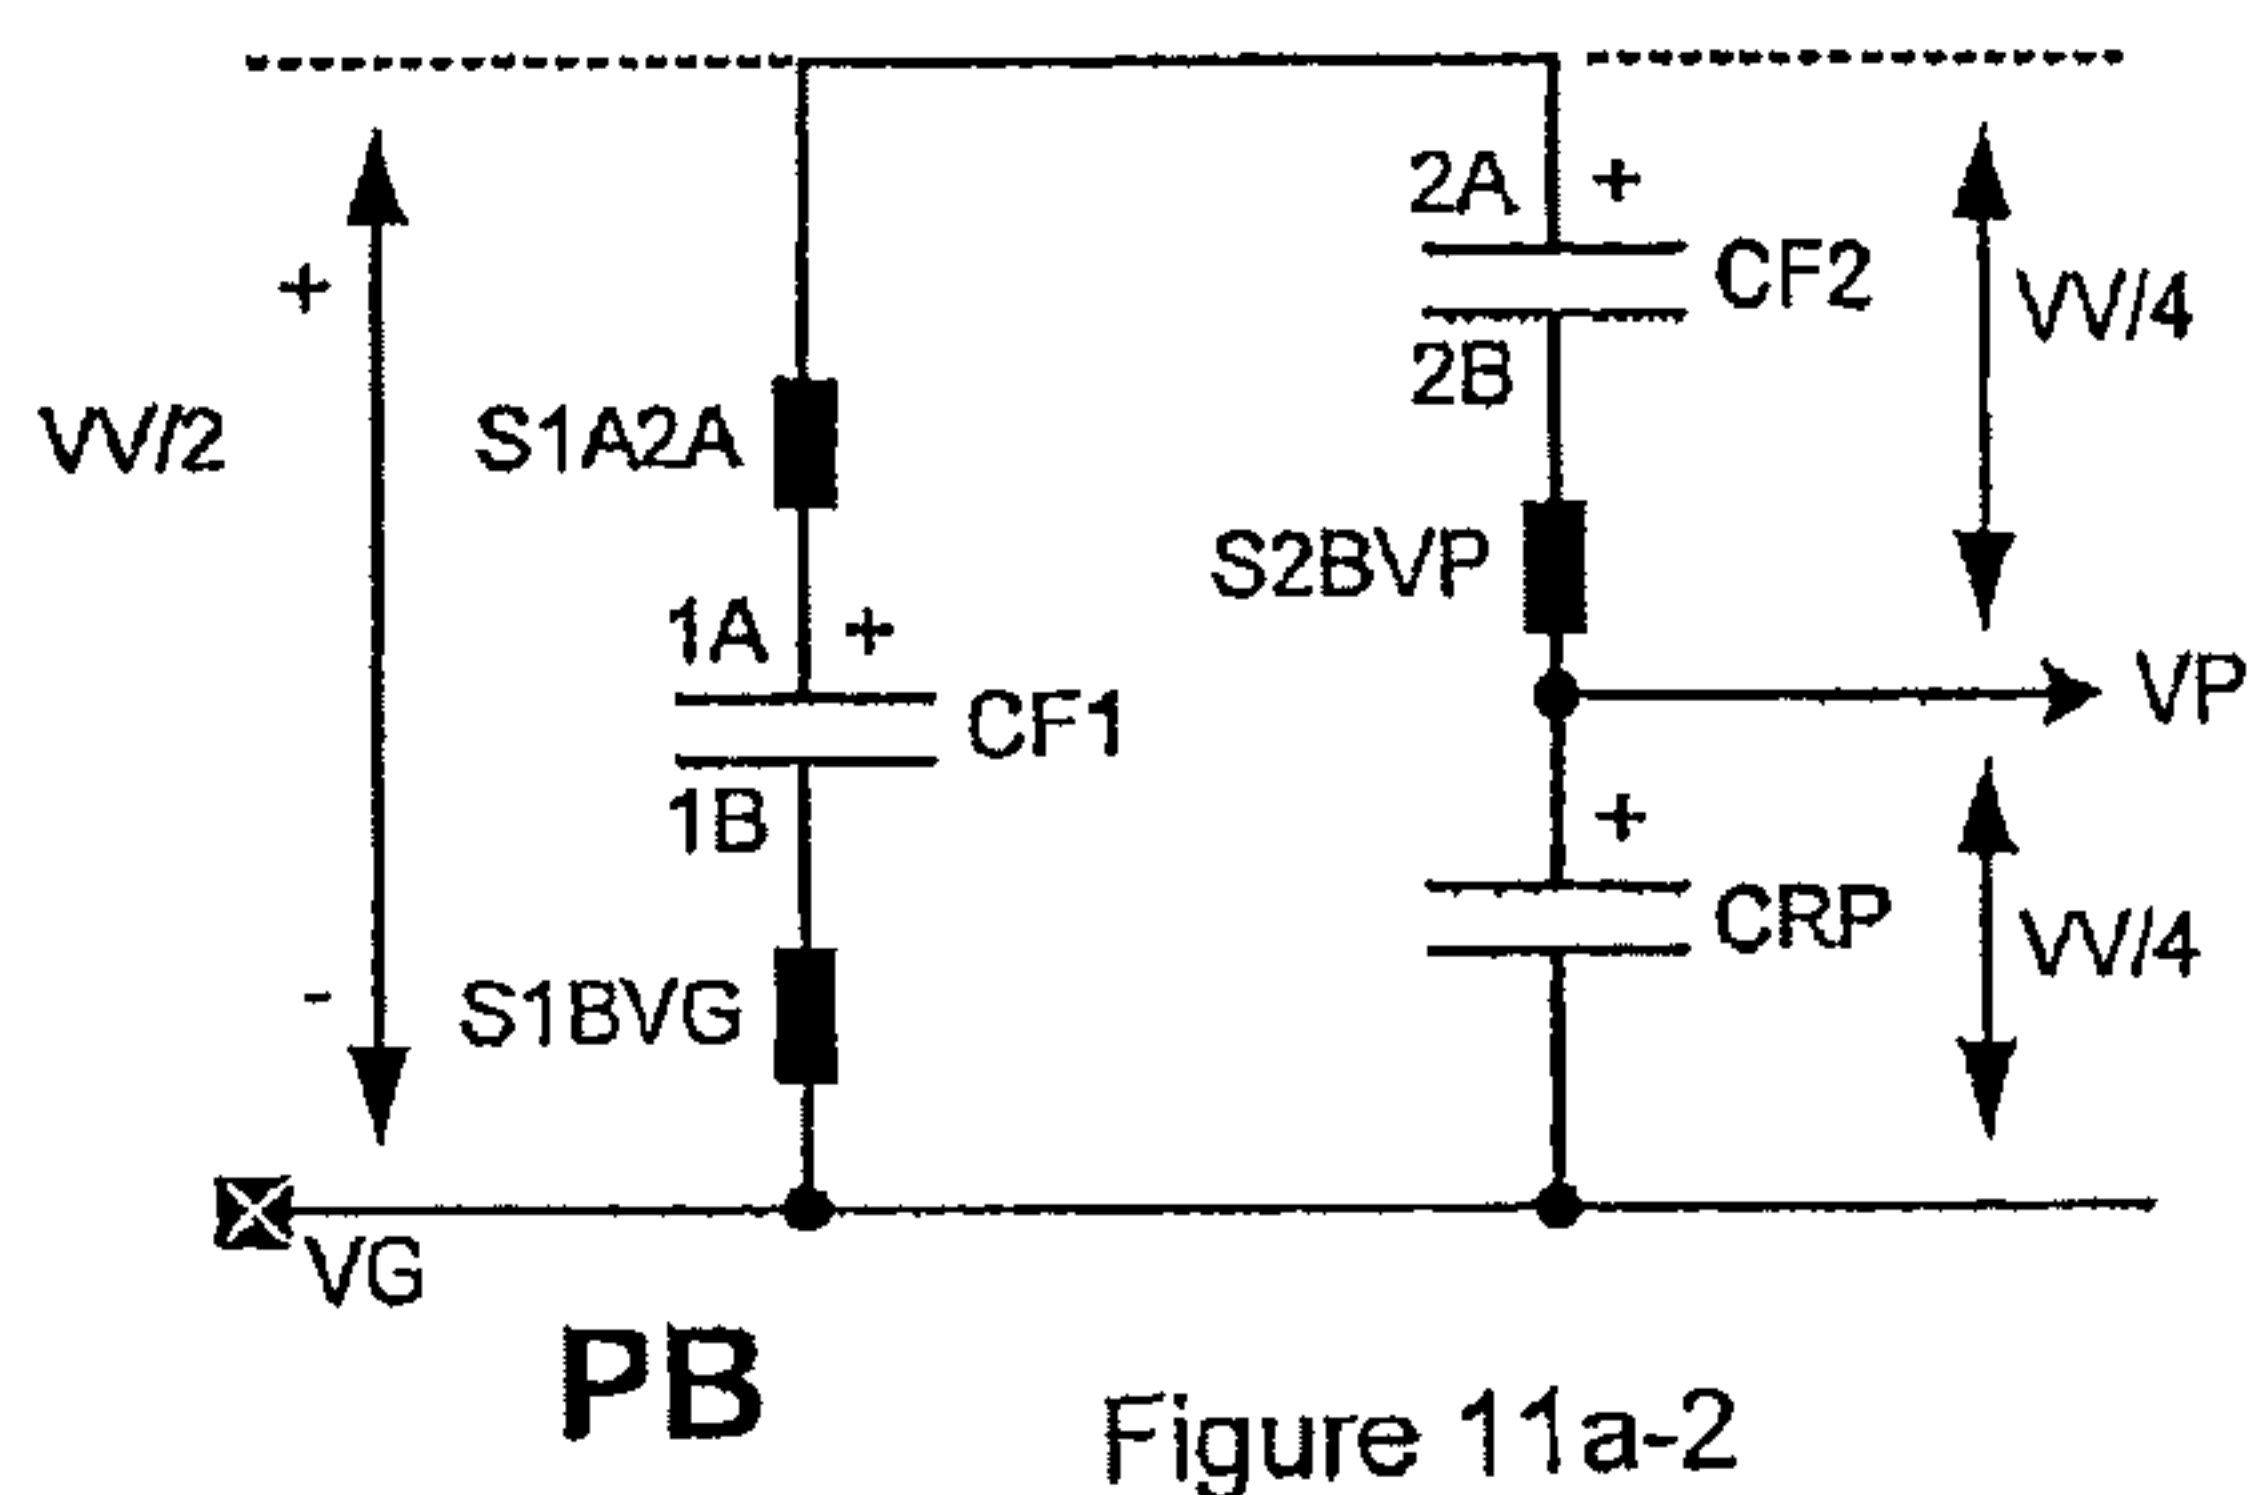 2A +
CF2
VV/4
+
2B
VV/2
S1A2A
S2BVP
1A +
VP
CF1
1B
+
CRP
VV/4
-
S1BVG
VG
PB
Figure 11a-2